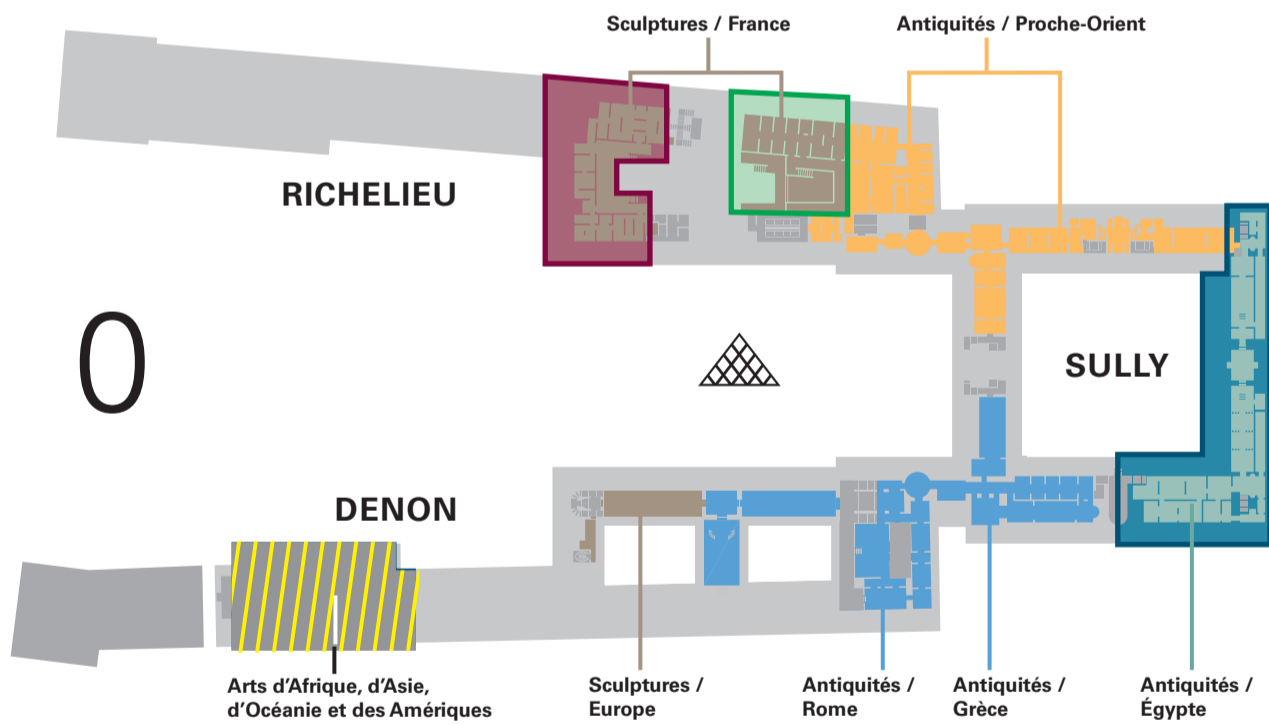 Sculptures / France
Antiquités / Proche-Orient
RICHELIEU
0
SULLY
DENON
Arts d’Afrique, d’Asie,
d’Océanie et des Amériques
Sculptures /
Europe
Antiquités /
Rome
Antiquités /
Grèce
Antiquités /
Égypte